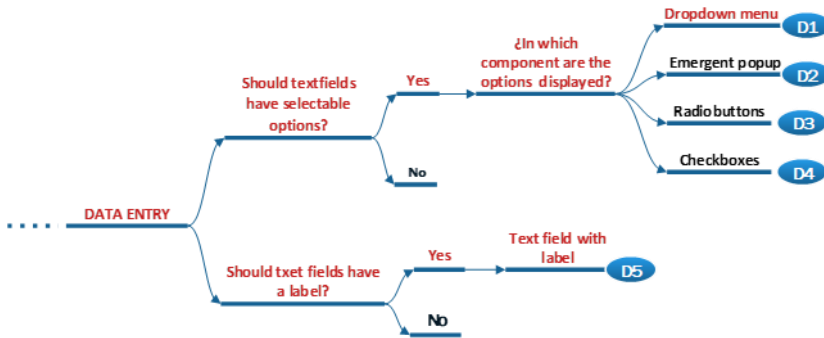 Dropdown menu
D1
¿In which
component are the
options displayed?
Emergent popup
D2
Should textfields
have selectable
options?
Yes
Radio buttons
D3
No
Checkboxes
D4
DATA ENTRY
Should txet fields have
a label?
Yes
Text field with
label
D5
No